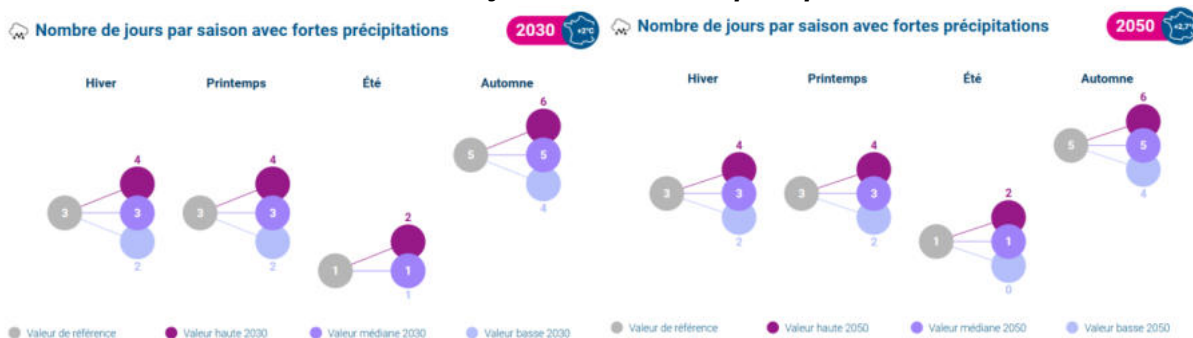 Nombre de jours par saison avec fortes précipitations
2030
+2°C
Hiver
Printemps
Été
Automne
4
3
3
2
4
3
3
2
2
1
1
1
6
5
5
4
Valeur de référence
Valeur haute 2030
Valeur médiane 2030
Valeur basse 2030
Nombre de jours par saison avec fortes précipitations
2050
+2,7°
Hiver
Printemps
Été
Automne
4
3
3
2
4
3
3
2
2
1
1
0
6
5
5
4
Valeur de référence
Valeur haute 2050
Valeur médiane 2050
Valeur basse 2050